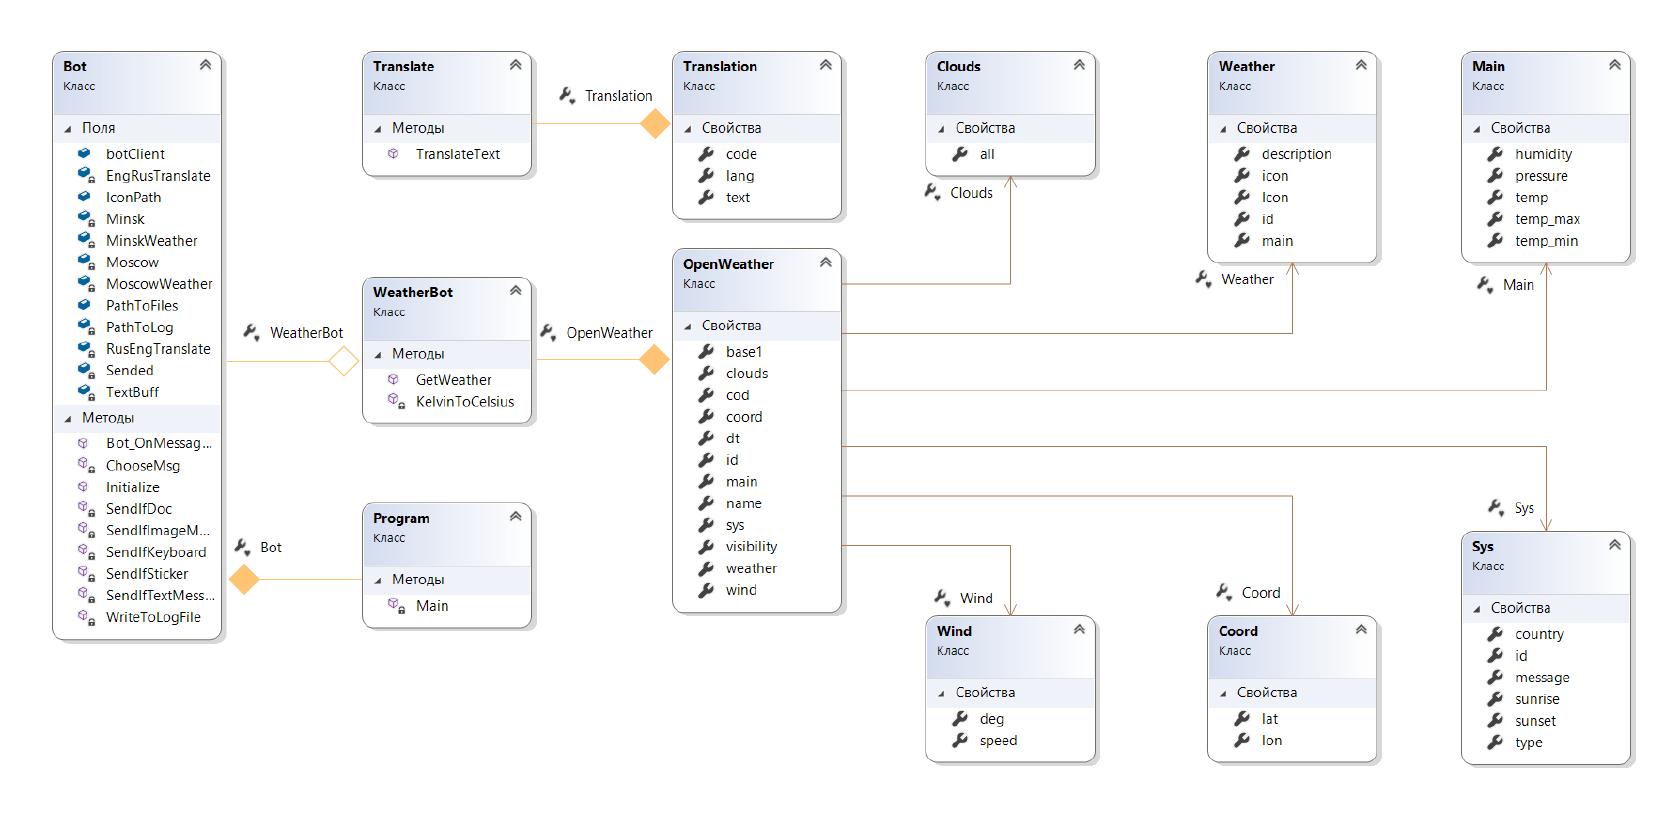 Bot
Класс
Поля
botClient
EngRusTranslate
IconPath
Minsk
MinskWeather
Moscow
MoscowWeather
PathToFiles
PathToLog
RusEngTranslate
Sended
TextBuff
Методы
Bot_OnMessag...
ChooseMsg
Initialize
SendIfDoc
SendIfImageM...
SendIfKeyboard
SendIfSticker
SendIfTextMess...
WriteToLogFile
WeatherBot
Bot
Translate
Класс
Методы
TranslateText
WeatherBot
Класс
Методы
GetWeather
KelvinToCelsius
Program
Класс
Методы
Main
Translation
OpenWeather
Translation
Класс
Свойства
code
lang
text
OpenWeather
Класс
Свойства
base1
clouds
cod
coord
dt
id
main
name
sys
visibility
weather
wind
Clouds
Класс
Свойства
all
Clouds
Wind
Wind
Класс
Свойства
deg
speed
Weather
Класс
Свойства
description
icon
Icon
id
main
Weather
Coord
Coord
Класс
Свойства
lat
lon
Main
Класс
Свойства
humidity
pressure
temp
temp_max
temp_min
Main
Sys
Sys
Класс
Свойства
country
id
message
sunrise
sunset
type